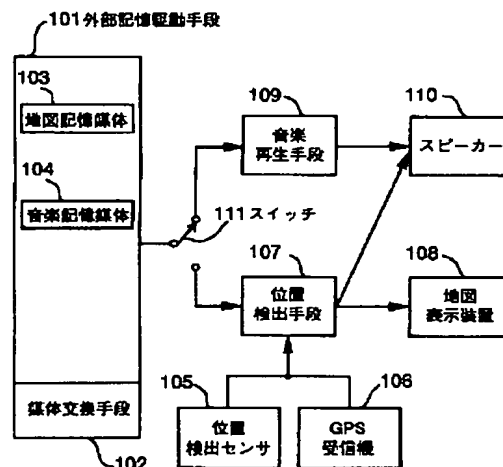 101外部記憶駆動手段
103
地図記憶媒体
104
音楽記憶媒体
媒体交換手段
102
111スイッチ
109
音楽
再生手段
110
スピーカー
107
位置
検出手段
108
地図
表示装置
105
位置
検出センサ
106
GPS
受信機